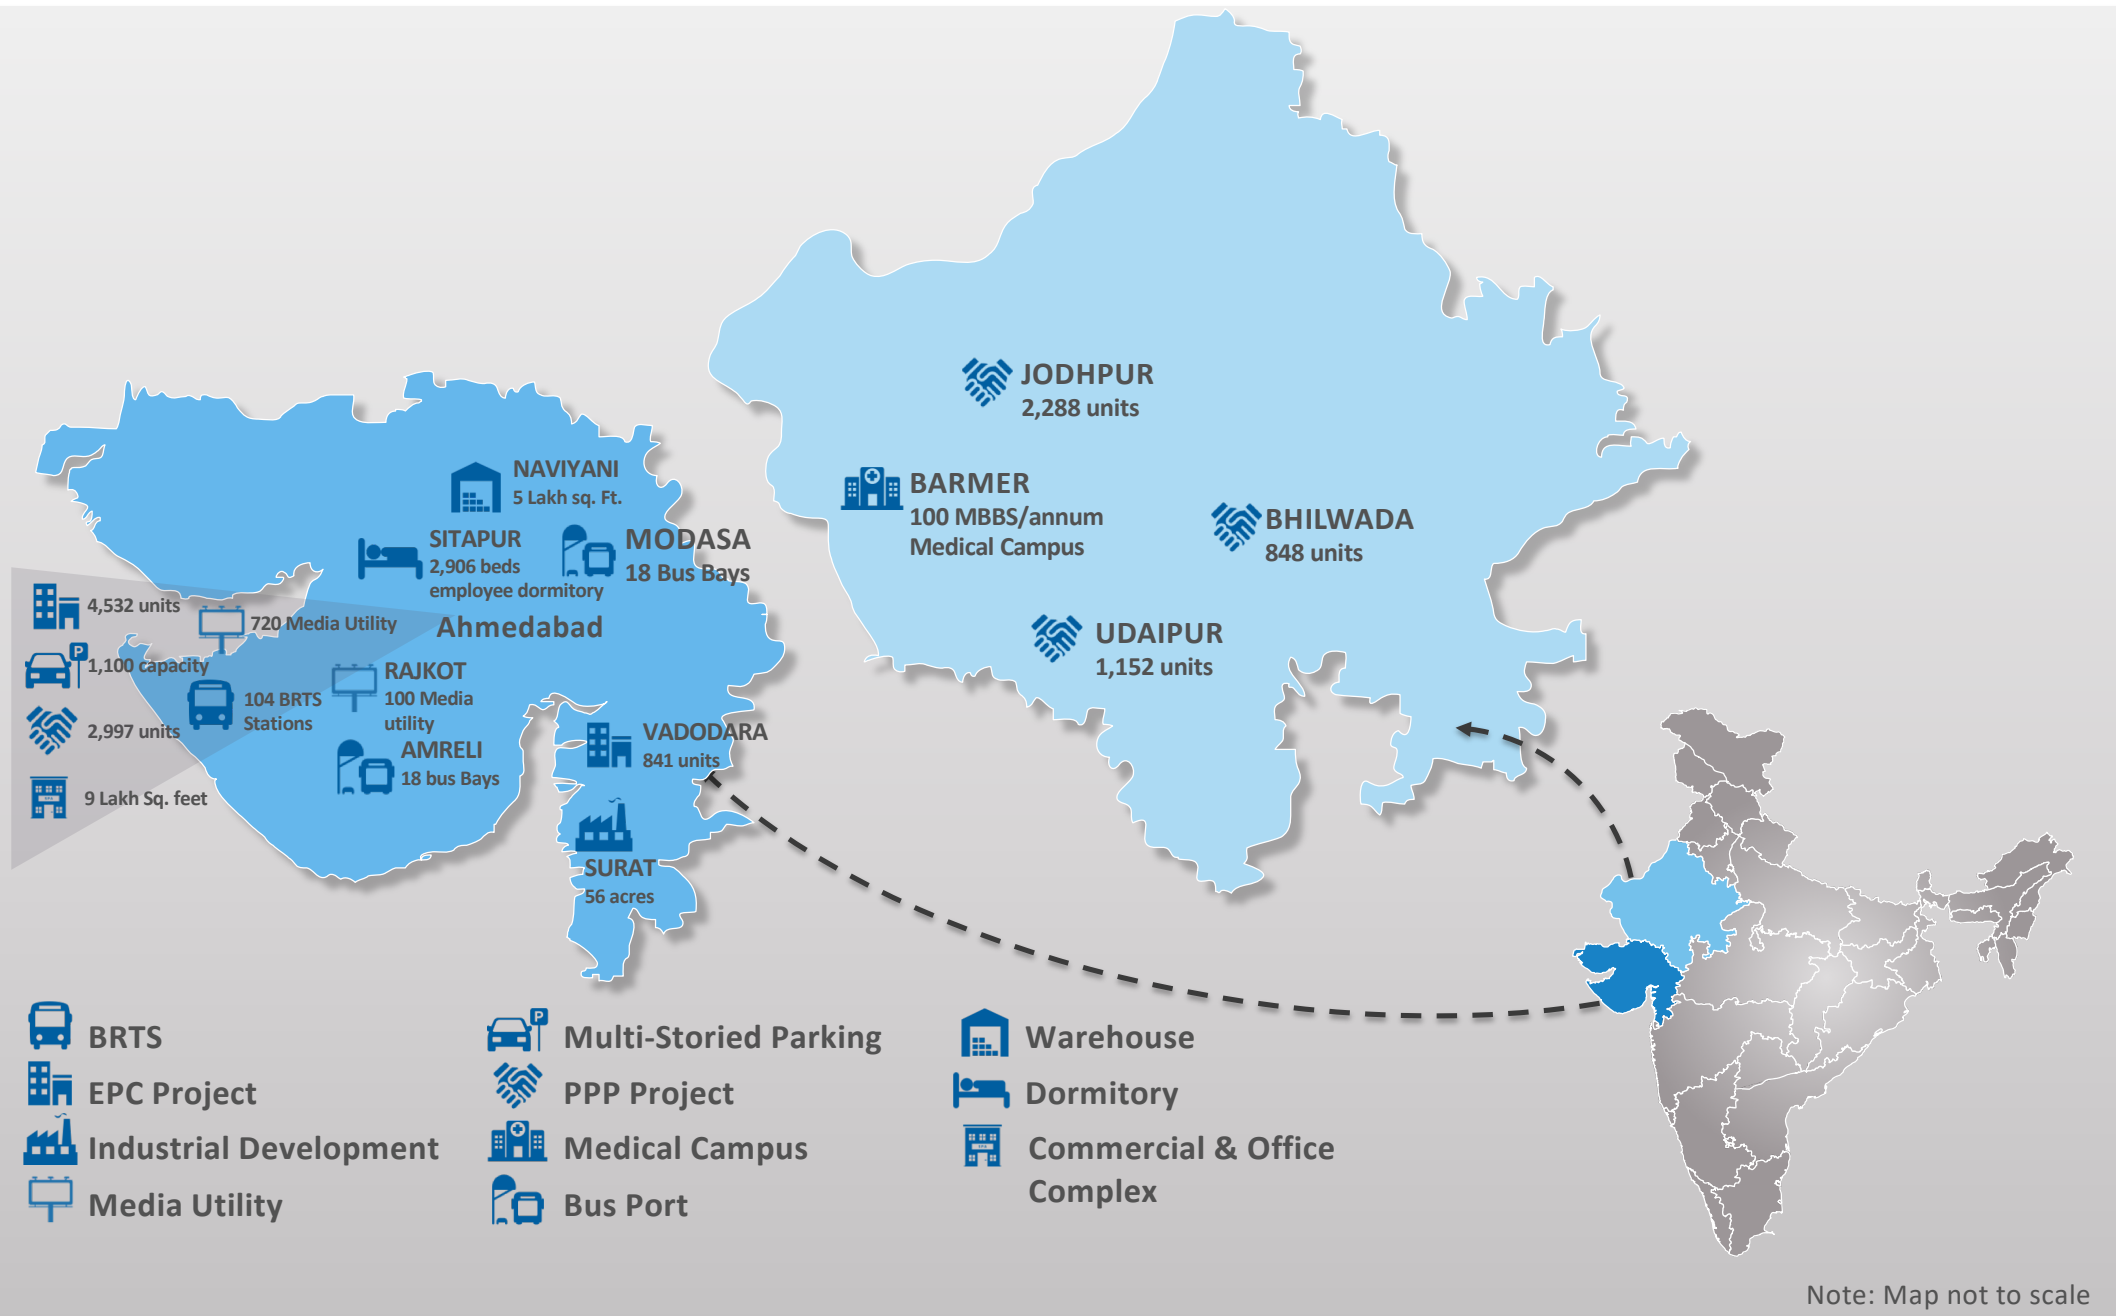 JODHPUR
2,288 units
BARMER
100 MBBS/annum
Medical Campus
BHILWADA
848 units
UDAIPUR
1,152 units
NAVIYANI
5 Lakh sq. Ft.
SITAPUR
2,906 beds
employee dormitory
MODASA
18 Bus Bays
Ahmedabad
4,532 units
720 Media Utility
P
1,100 capacity
104 BRTS
Stations
2,997 units
9 Lakh Sq. feet
RAJKOT
100 Media
utility
AMRELI
18 bus Bays
VADODARA
841 units
SURAT
56 acres
BRTS
EPC Project
Industrial Development
Media Utility
P
Multi-Storied Parking
PPP Project
Medical Campus
Bus Port
Warehouse
Dormitory
Commercial & Office
Complex
Note: Map not to scale